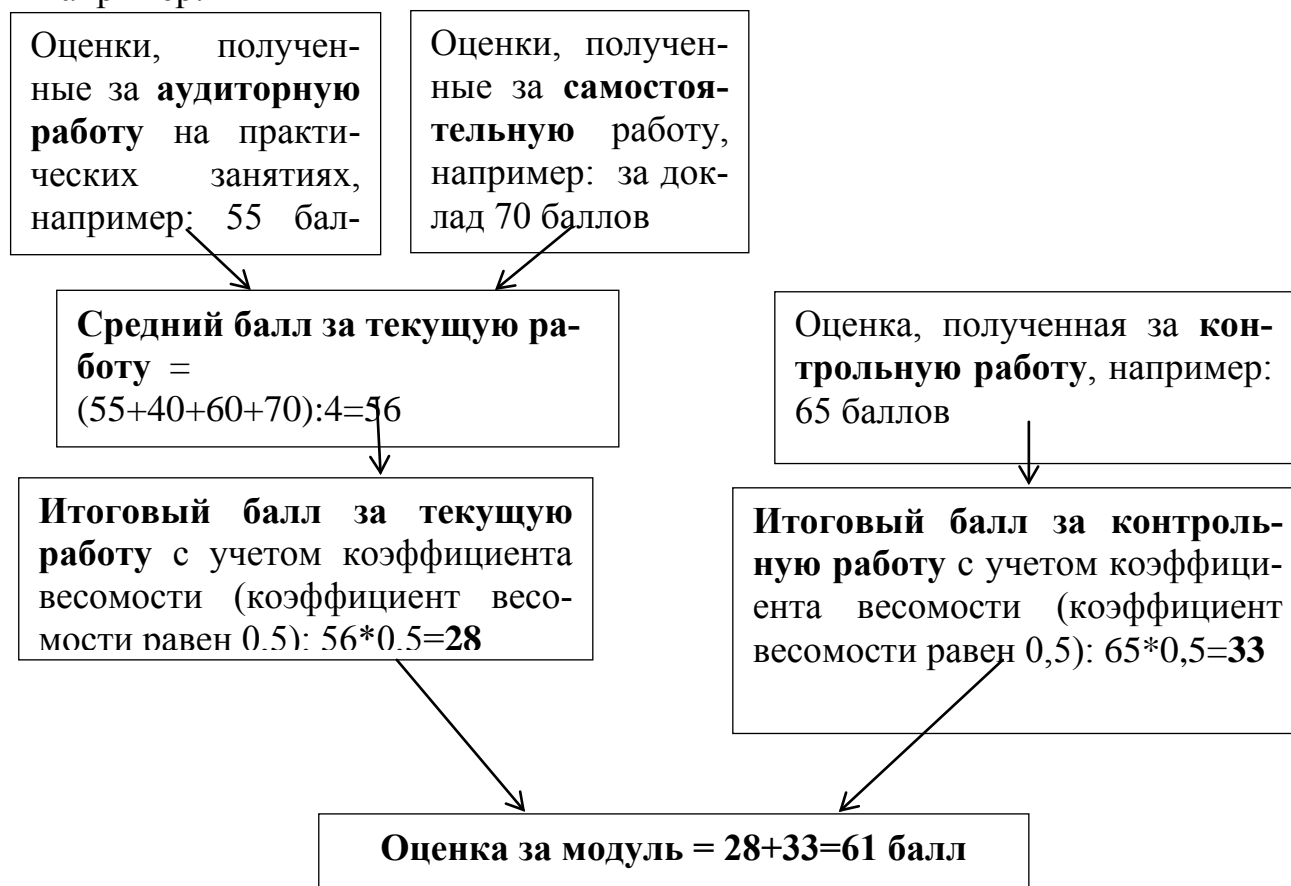 Оценки, получен-
ные за аудиторную
работу на практи-
ческих занятиях,
например: 55 бал-
Оценки, получен-
ные за самостоя-
тельную работу,
например: за док-
лад 70 баллов
Средний балл за текущую ра-
боту =
(55+40+60+70):4=56
Оценка, полученная за кон-
трольную работу, например:
65 баллов
Итоговый балл за текущую
работу с учетом коэффициента
весомости (коэффициент весо-
мости равен 0,5): 56*0,5=28
Итоговый балл за контроль-
ную работу с учетом коэффици-
ента весомости (коэффициент
весомости равен 0,5): 65*0,5=33
Оценка за модуль = 28+33=61 балл